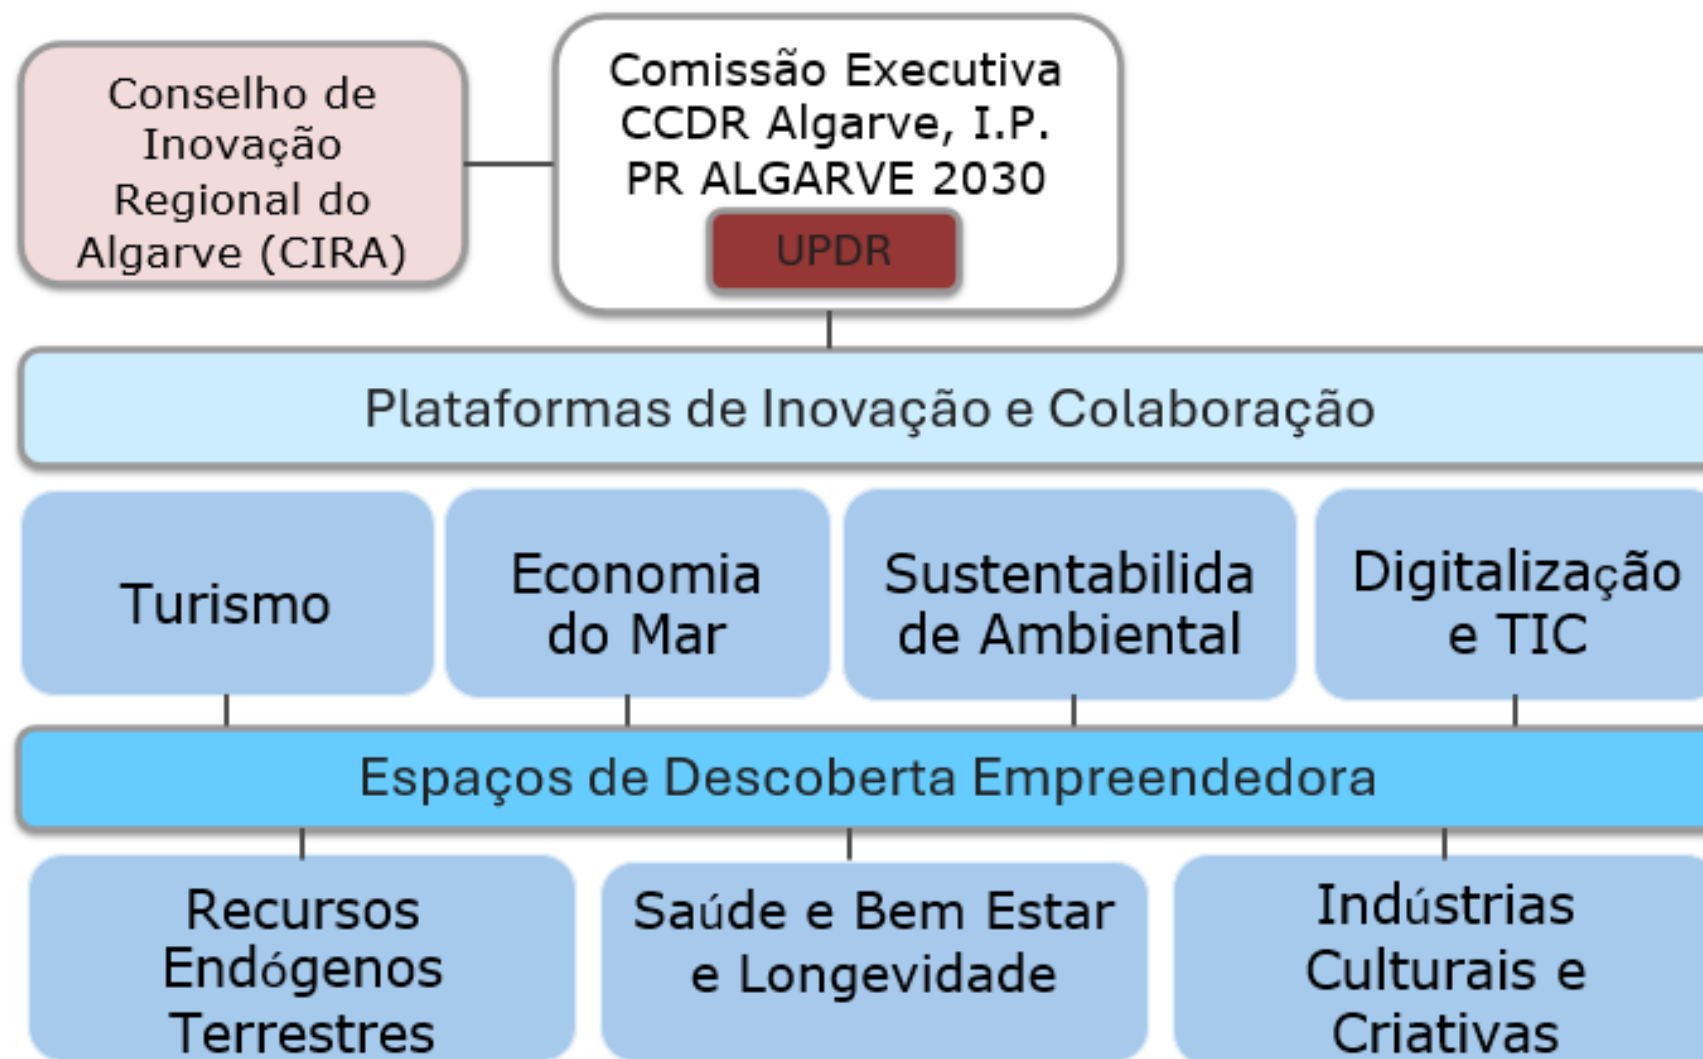 Conselho de
Inovação
Regional do
Algarve (CIRA)
Comissão Executiva
CCDR Algarve, I.P.
PR ALGARVE 2030
UPDR
Plataformas de Inovação e Colaboração
Turismo
Economia
do Mar
Sustentabilida
de Ambiental
Digitalização
e TIC
Espaços de Descoberta Empreendedora
Recursos
Endógenos
Terrestres
Saúde e Bem Estar
e Longevidade
Indústrias
Culturais e
Criativas